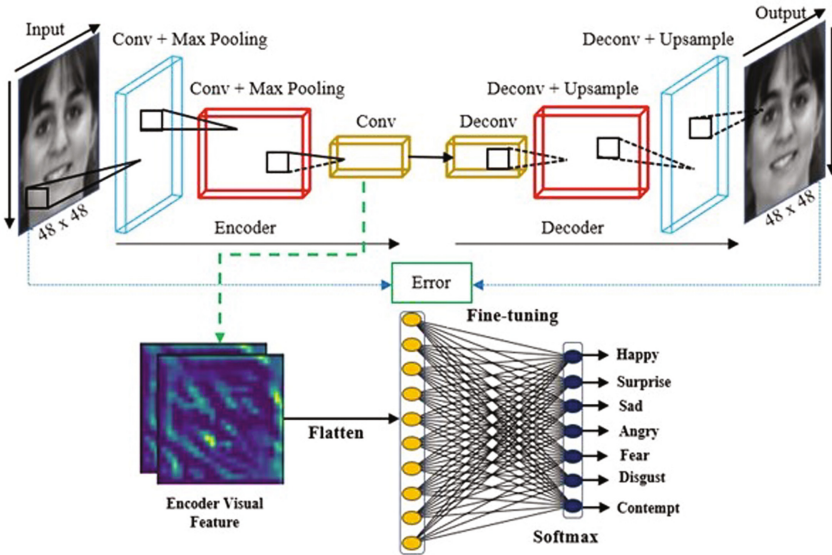 Input
Conv + Max Pooling
Conv + Max Pooling
Conv
Deconv
Deconv + Upsample
Deconv + Upsample
Output
48 x 48
48 x 48
Encoder
Decoder
Error
Fine-tuning
Happy
Surprise
Sad
Angry
Fear
Disgust
Contempt
Flatten
Encoder Visual
Feature
Softmax